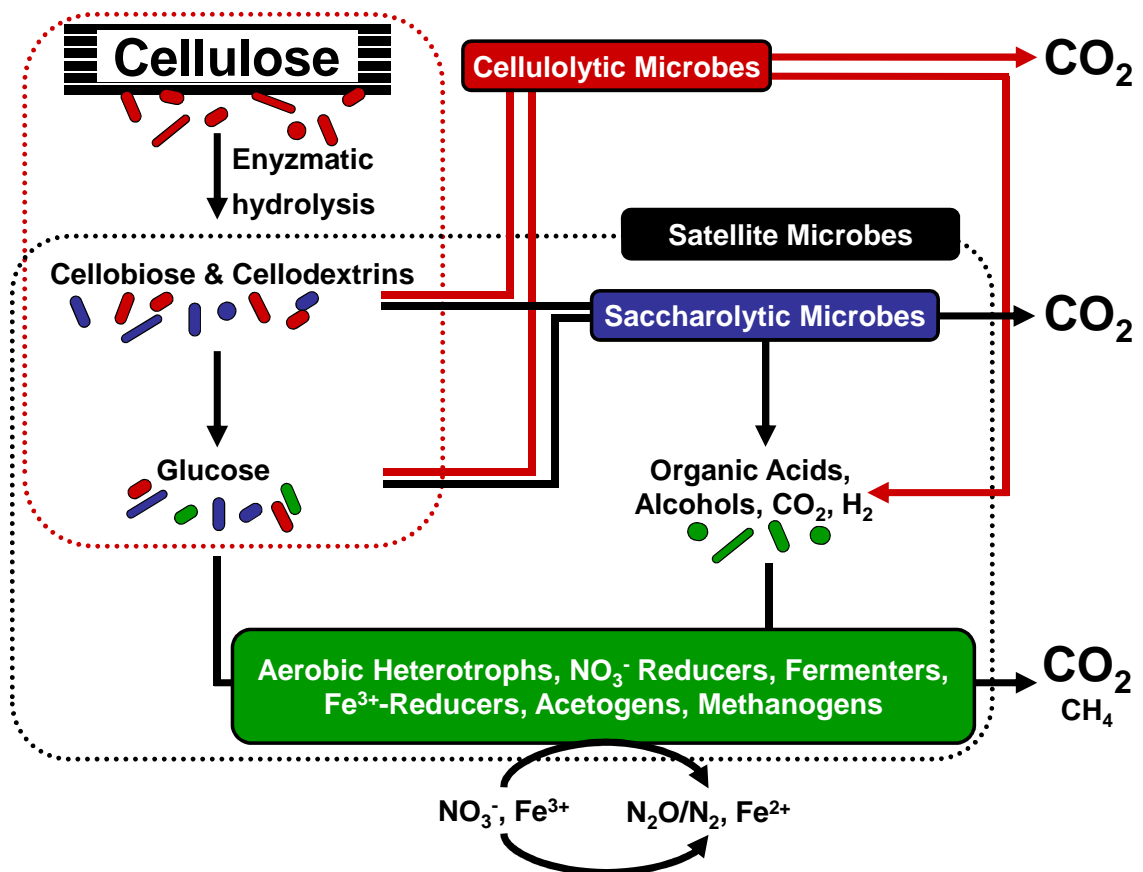 Cellulose
Cellulolytic Microbes
CO₂
Enyzmatic
hydrolysis
Satellite Microbes
Cellobiose & Cellodextrins
Saccharolytic Microbes
CO₂
Glucose
Organic Acids,
Alcohols, CO₂, H₂
Aerobic Heterotrophs, NO₃⁻ Reducers, Fermenters,
Fe³⁺-Reducers, Acetogens, Methanogens
CO₂
CH₄
NO₃⁻, Fe³⁺
N₂O/N₂, Fe²⁺